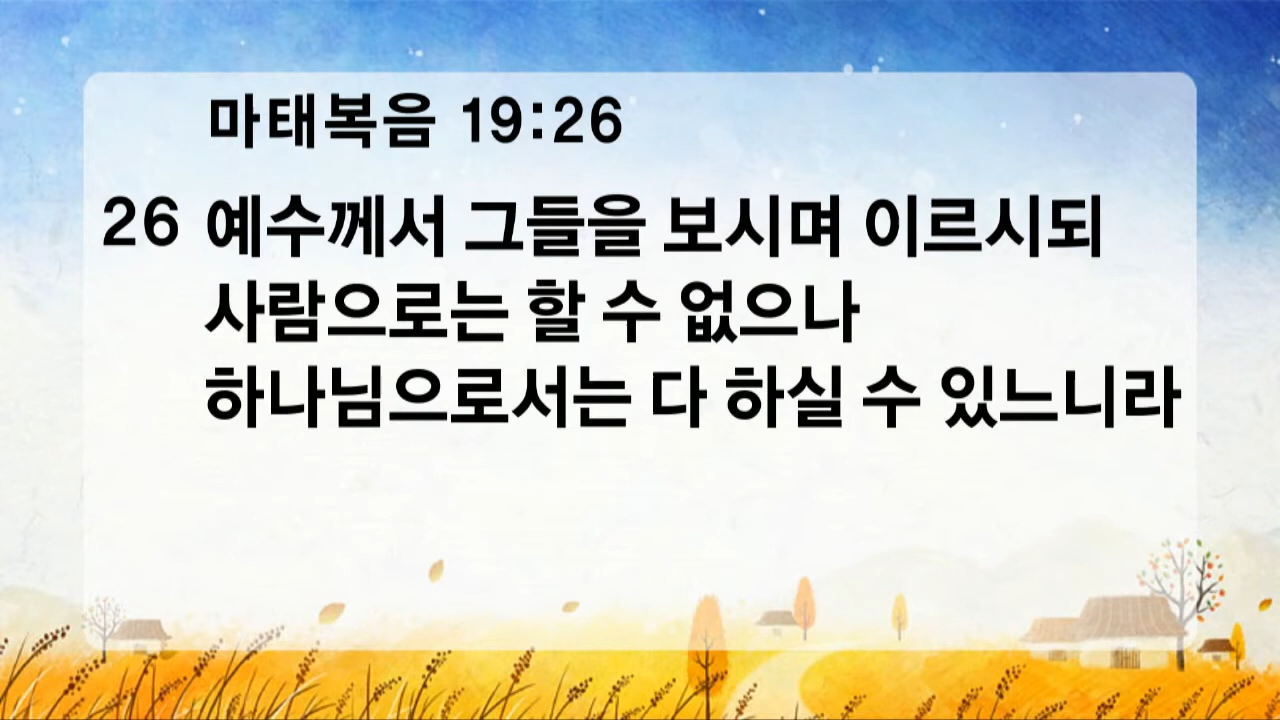 마태복음 19:26
26 예수께서 그들을 보시며 이르시되
사람으로는 할 수 없으나
하나님으로서는 다 하실 수 있느니라